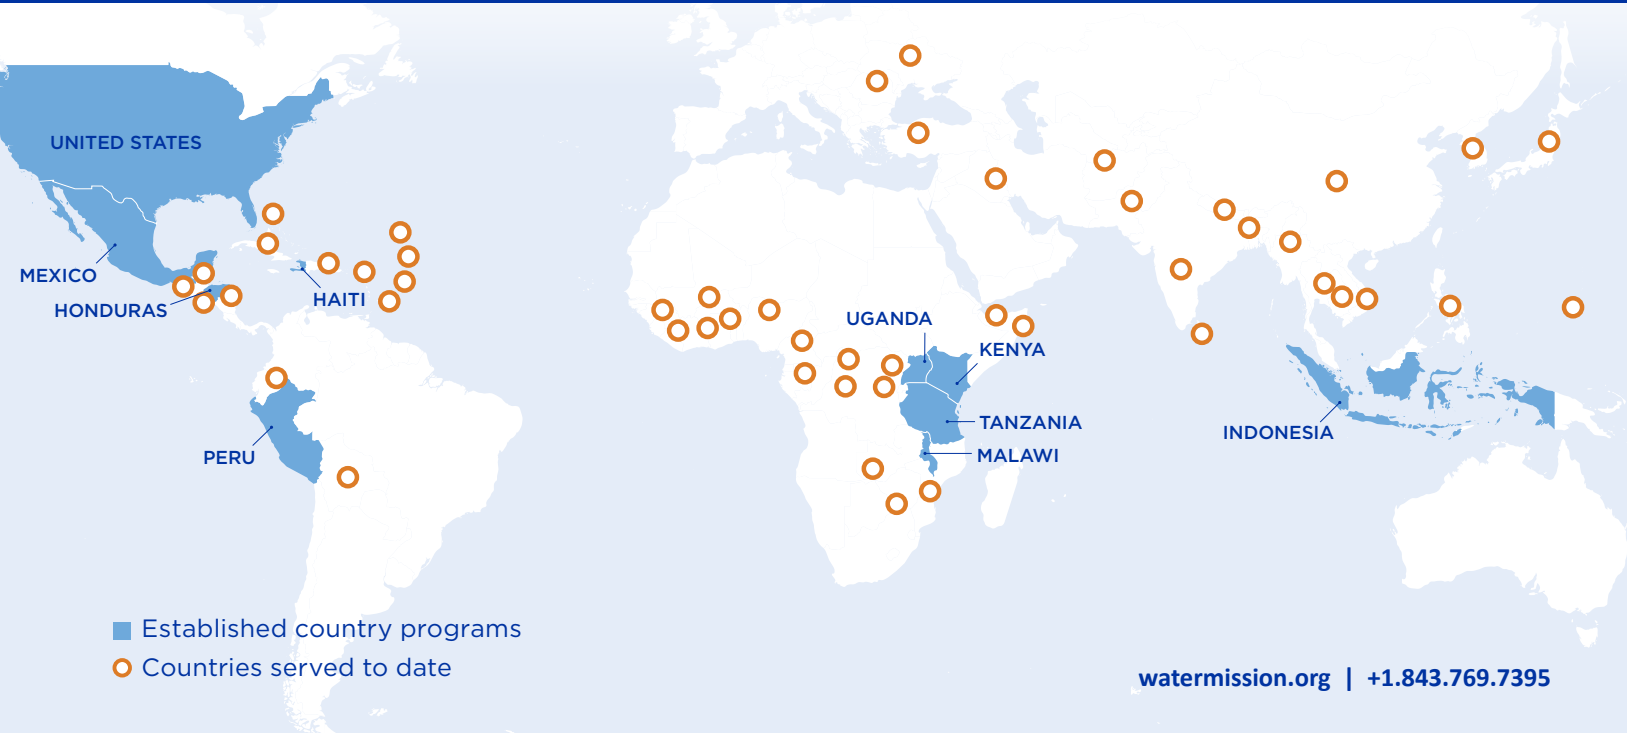 UNITED STATES
MEXICO
HONDURAS
HAITI
PERU
UGANDA
KENYA
TANZANIA
MALAWI
INDONESIA
Established country programs
Countries served to date
watermission.org | +1.843.769.7395